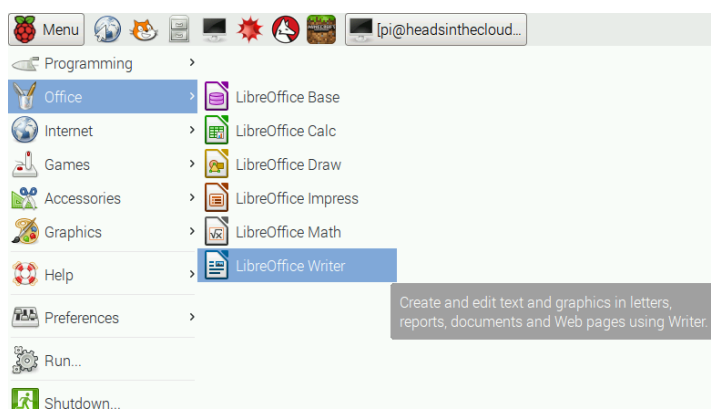 Menu
[pi@headsinthecloud...
Programming
Office
LibreOffice Base
Internet
LibreOffice Calc
Games
LibreOffice Draw
Accessories
LibreOffice Impress
Graphics
LibreOffice Math
LibreOffice Writer
Help
Create and edit text and graphics in letters,
reports, documents and Web pages using Writer.
Preferences
Run...
Shutdown...